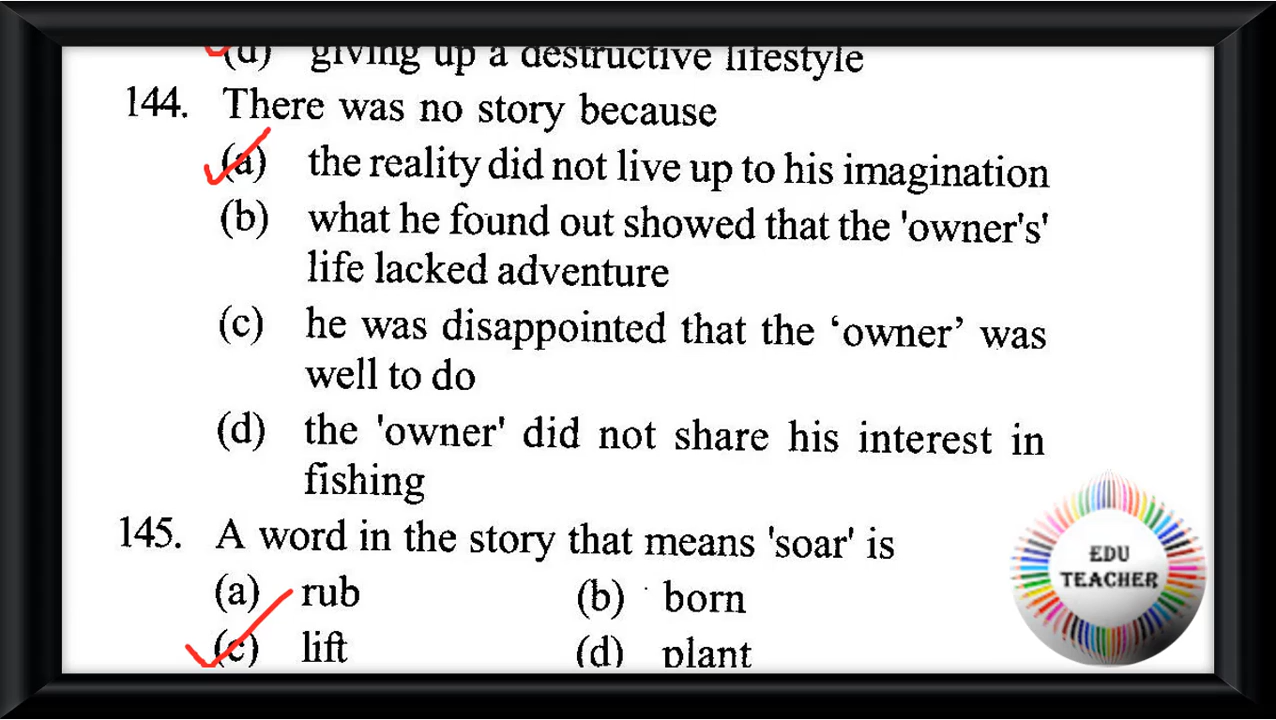 (d) giving up a destructive lifestyle
144. There was no story because
(a) the reality did not live up to his imagination
(b) what he found out showed that the 'owner's'
life lacked adventure
(c) he was disappointed that the ‘owner’ was
well to do
(d) the 'owner' did not share his interest in
fishing
145. A word in the story that means 'soar' is
(a) rub (b) born
(c) lift (d) plant
EDU
TEACHER